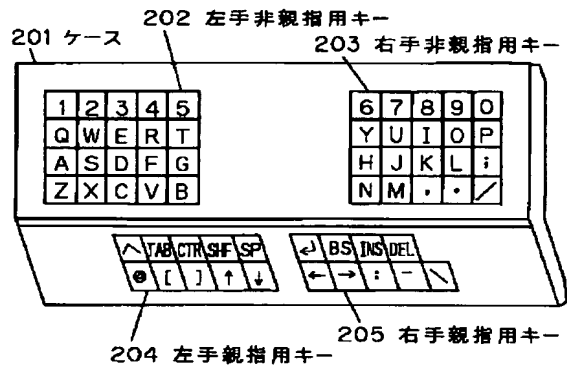 202 左手非親指用キー
201 ケース
203 右手非親指用キー
1 2 3 4 5
6 7 8 9 0
Q W E R T
Y U I O P
A S D F G
H J K L ;
Z X C V B
N M , . /
^ TAB CTR SHF SP
↵ BS INS DEL
@ [ ] ↑ ↓
← → : - \
205 右手親指用キー
204 左手親指用キー